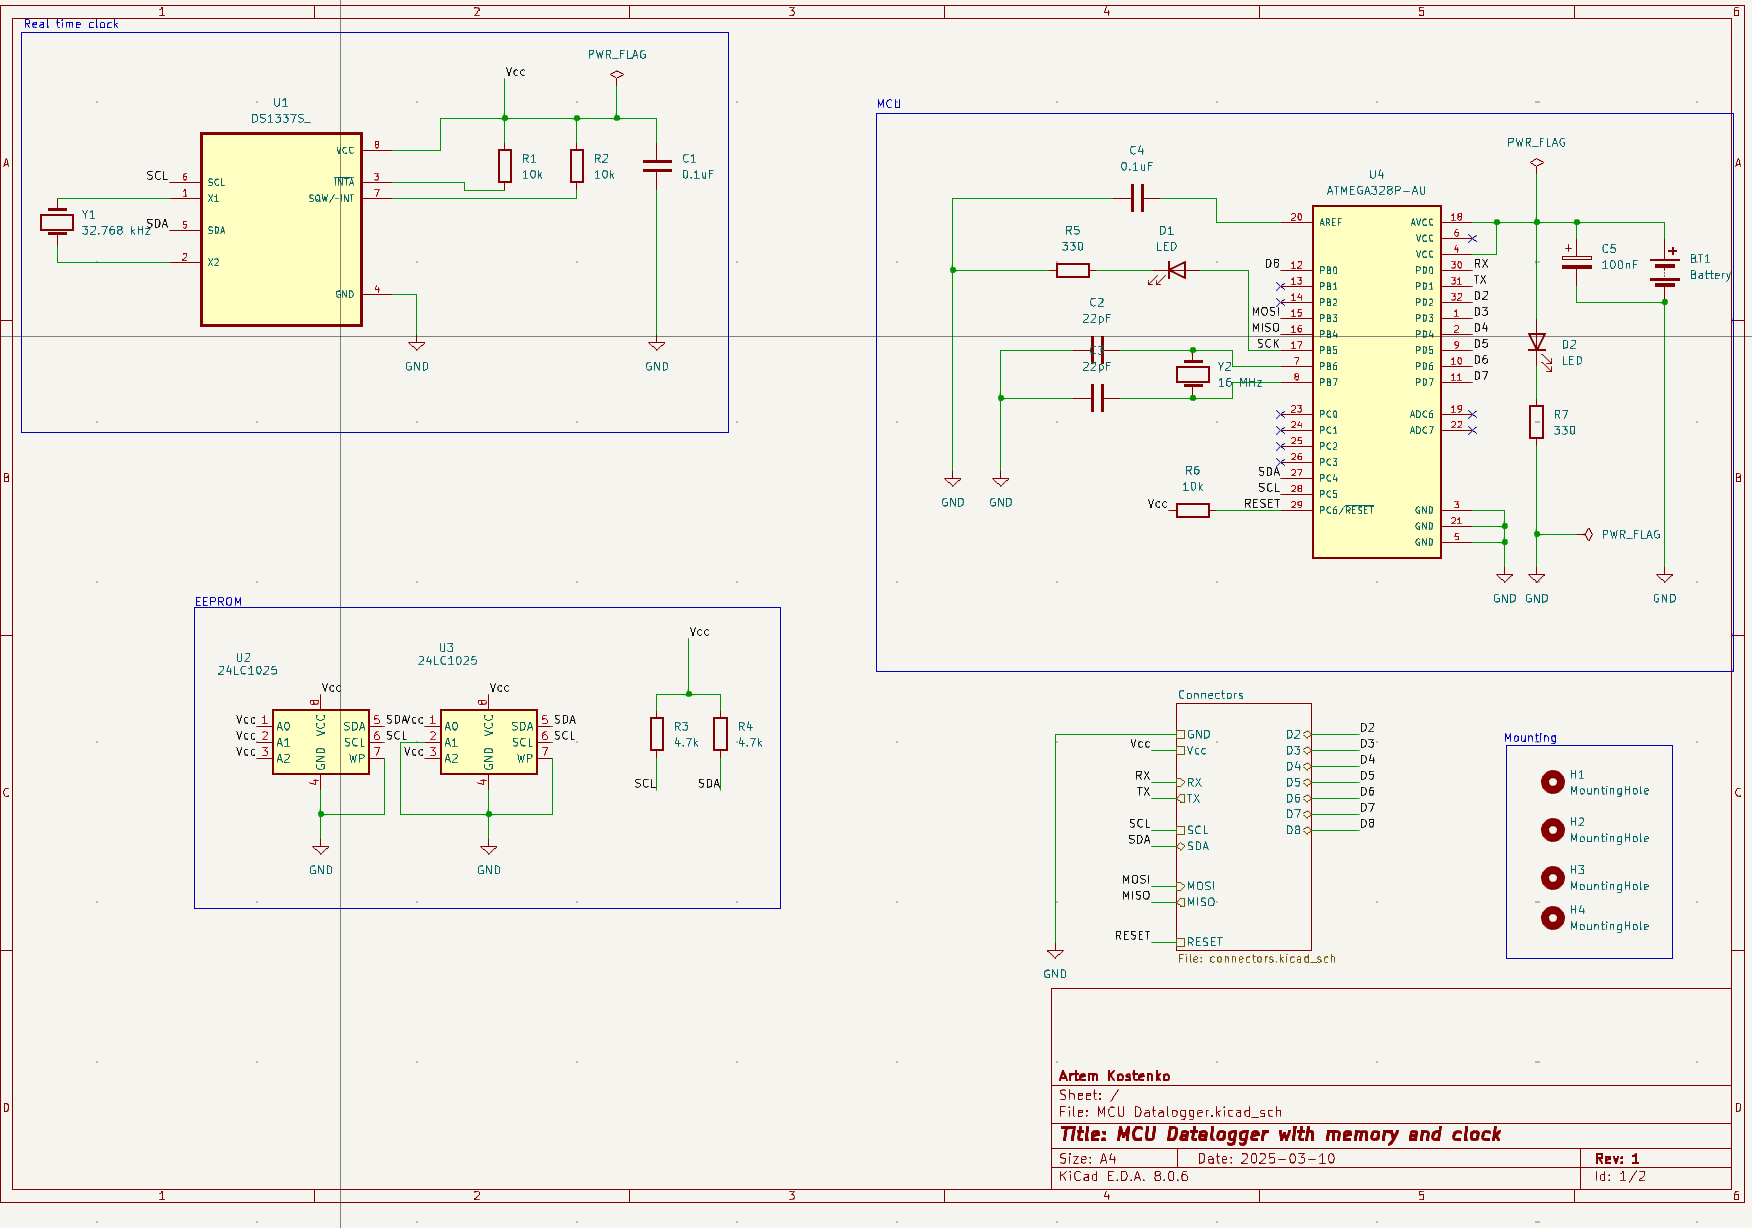 1 2 3 4 5 6
Real time clock
PWR_FLAG
Vcc
U1
DS1337S_
VCC 8
R1
10k
R2
10k
C1
0.1uF
SCL 6 SCL
INTA 3
1 X1
SQW/-INT 7
Y1
32.768 kHz
SDA 5 SDA
2 X2
GND 4
GND
GND
A
B
C
D
MCU
C4
0.1uF
PWR_FLAG
U4
ATMEGA328P-AU
20 AREF
AVCC 18
VCC 6
VCC 4
R5
330
D1
LED
C5
100nF
BT1
Battery
D8 12 PB0
PD0 30 RX
13 PB1
PD1 31 TX
14 PB2
PD2 32 D2
MOSI 15 PB3
PD3 1 D3
MISO 16 PB4
PD4 2 D4
SCK 17 PB5
PD5 9 D5
7 PB6
PD6 10 D6
8 PB7
PD7 11 D7
C2
22pF
C3
22pF
Y2
16 MHz
D2
LED
23 PC0
ADC6 19
24 PC1
ADC7 22
25 PC2
26 PC3
SDA 27 PC4
SCL 28 PC5
RESET 29 PC6/RESET
R7
330
R6
10k
Vcc
GND GND
GND 3
GND 21
GND 5
PWR_FLAG
GND GND GND
EEPROM
U2
24LC1025
U3
24LC1025
Vcc
Vcc
8
VCC
Vcc
8
VCC
Vcc 1 A0
SDA 5 SDA
Vcc 2 A1
SCL 6 SCL
Vcc 3 A2
WP 7
GND
4
GND
Vcc 1 A0
SDA 5 SDA
2 A1
SCL 6 SCL
Vcc 3 A2
WP 7
GND
4
GND
R3
4.7k
R4
4.7k
SCL SDA
Connectors
GND D2 D2
Vcc Vcc D3 D3
D4 D4
RX RX D5 D5
TX TX D6 D6
D7 D7
SCL SCL D8 D8
SDA SDA
MOSI MOSI
MISO MISO
RESET RESET
File: connectors.kicad_sch
GND
Mounting
H1
MountingHole
H2
MountingHole
H3
MountingHole
H4
MountingHole
Artem Kostenko
Sheet: /
File: MCU Datalogger.kicad_sch
Title: MCU Datalogger with memory and clock
Size: A4 Date: 2025-03-10 Rev: 1
KiCad E.D.A. 8.0.6 Id: 1/2
A
B
C
D
1 2 3 4 5 6